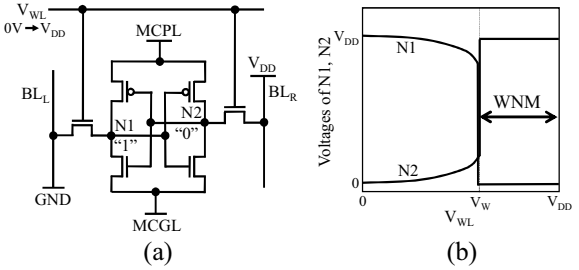 V_WL
0V → V_DD
MCPL
V_DD
BL_L
BL_R
N1
N2
"1"
"0"
GND
MCGL
(a)
Voltages of N1, N2
V_DD
N1
WNM
N2
0
0
V_W
V_DD
V_WL
(b)